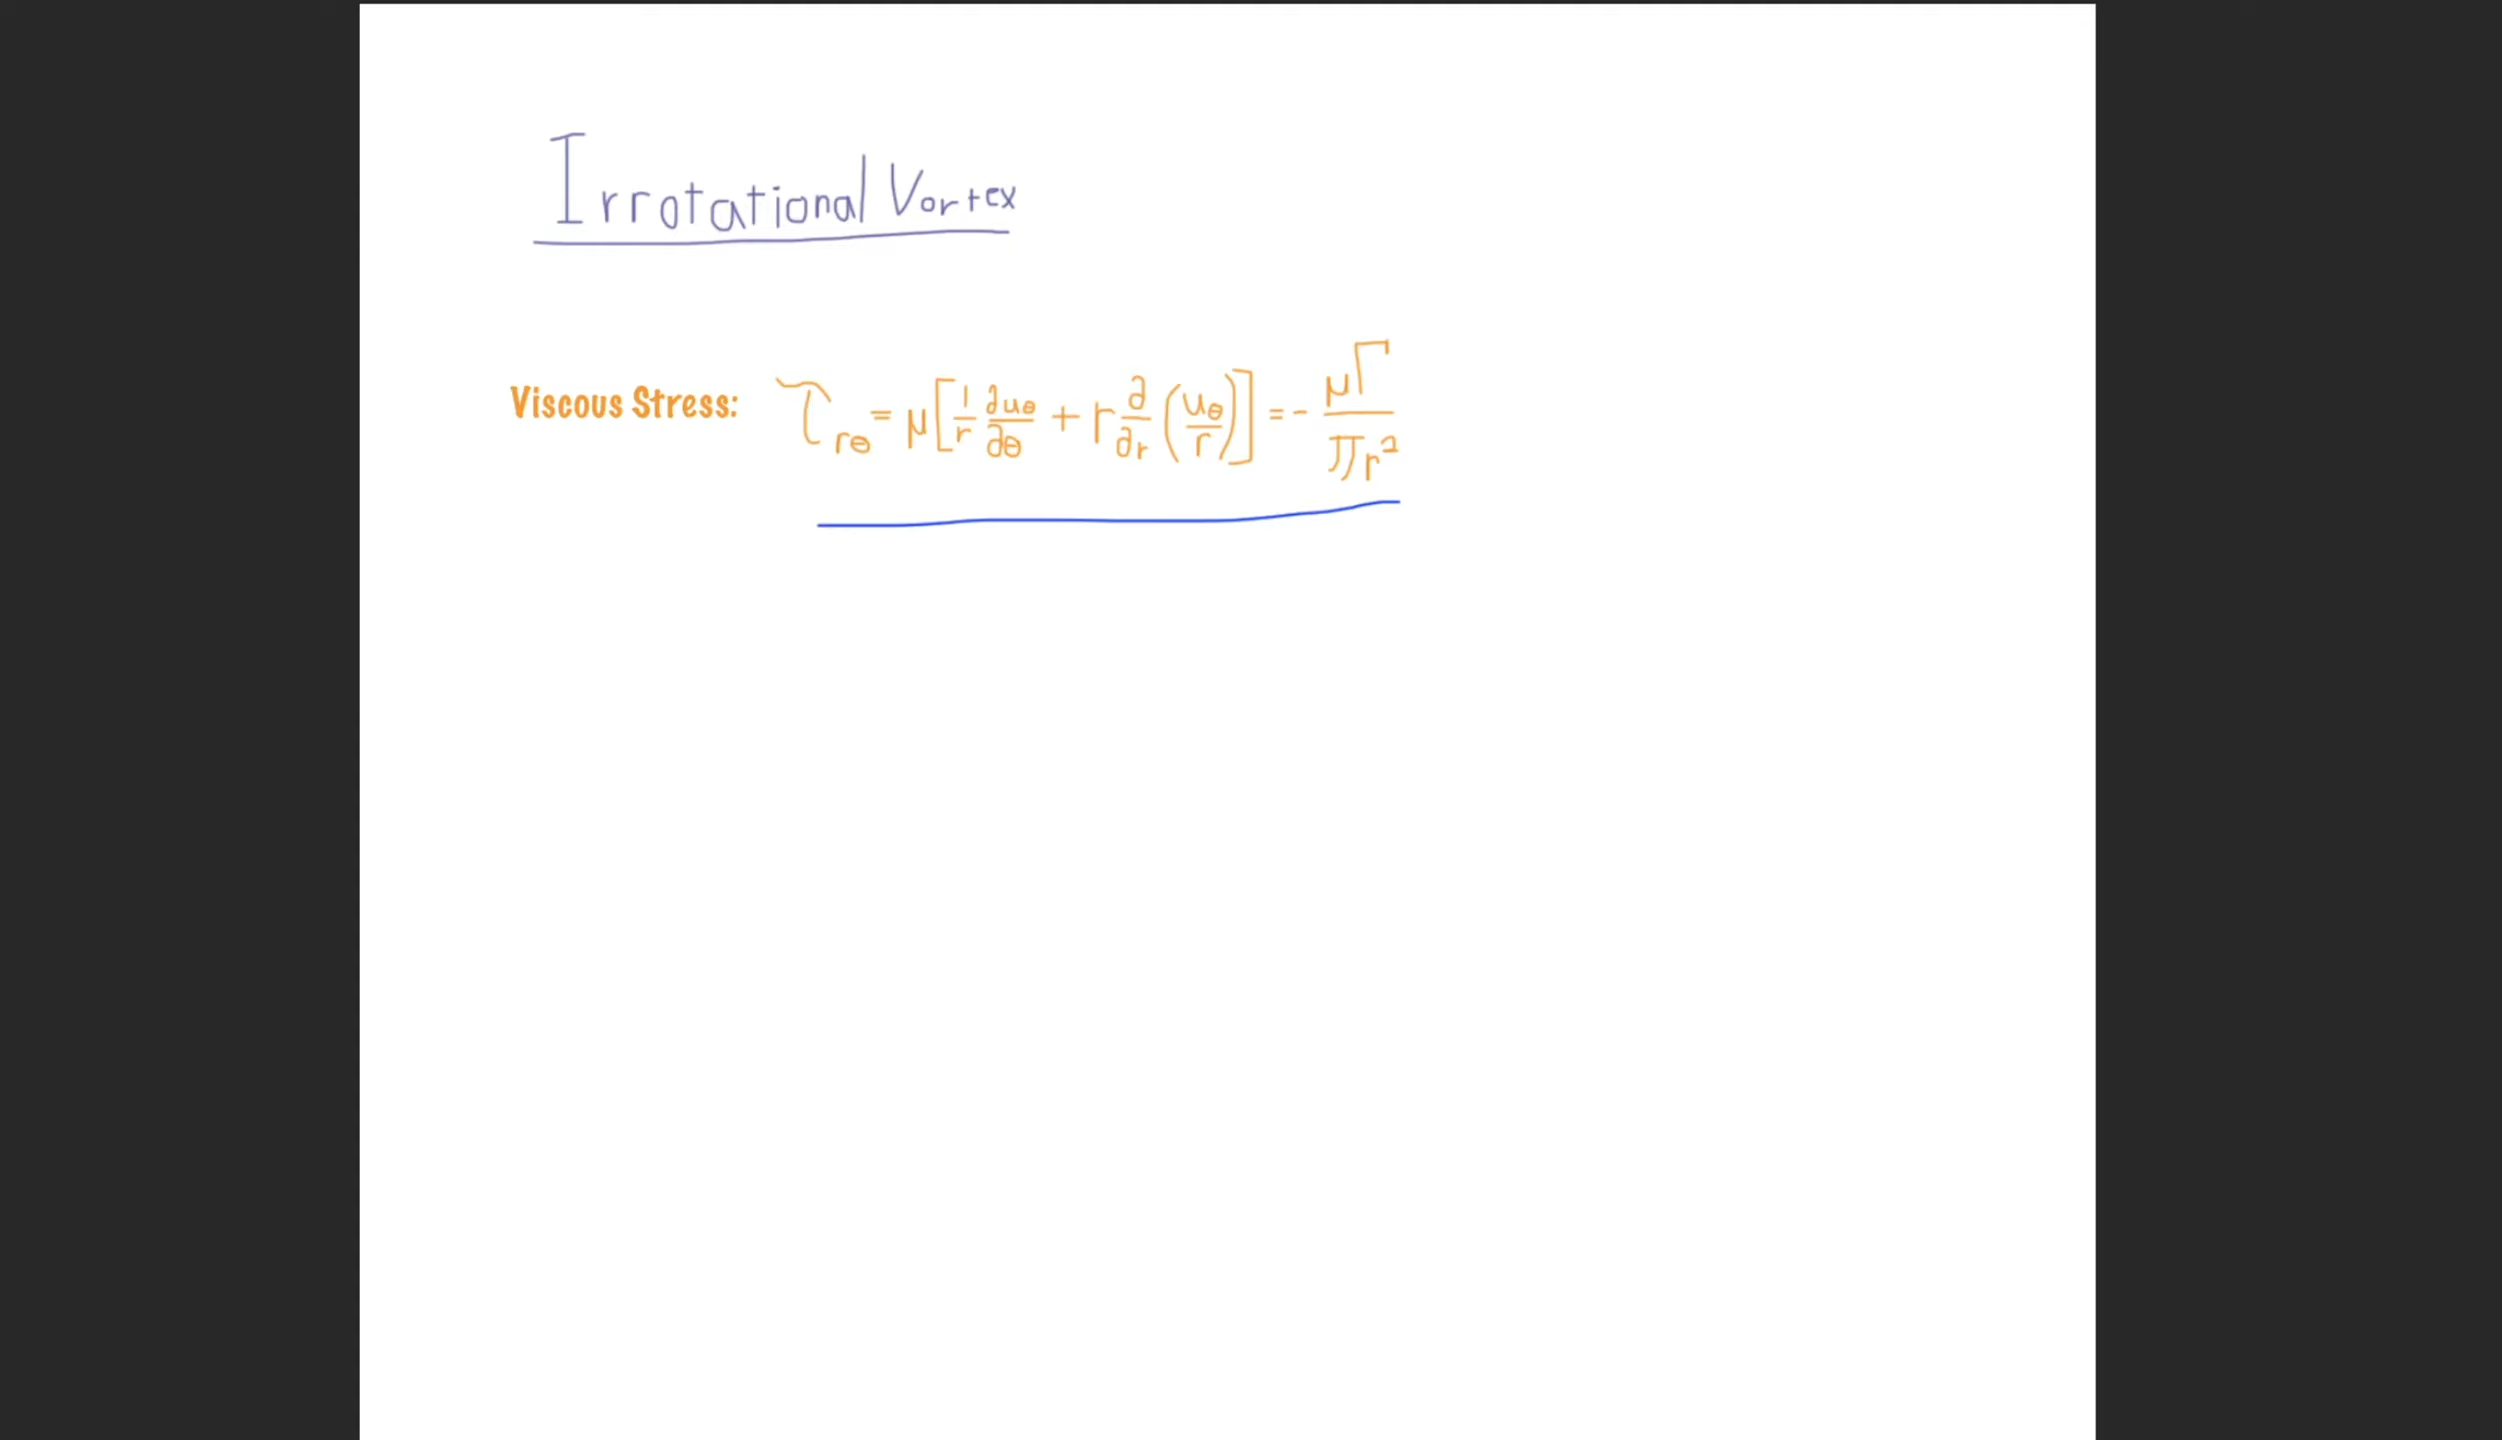 Irrotational Vortex
Viscous Stress: τ_rθ = μ[1/r ∂u_θ/∂θ + r ∂/∂r (u_θ/r)] = - μΓ/πr²